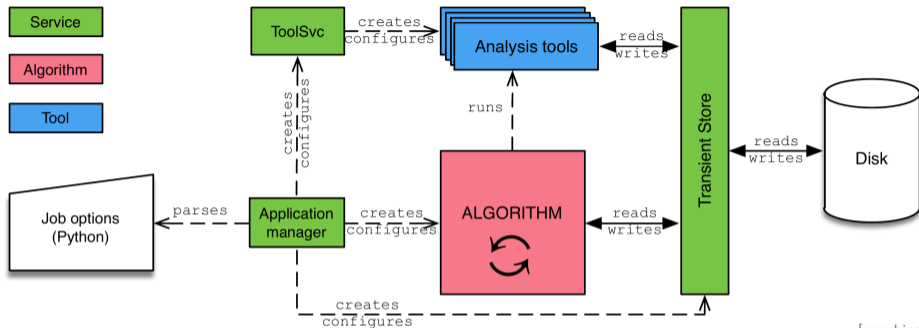 Service
ToolSvc
creates
configures
Analysis tools
reads
writes
Algorithm
Tool
runs
creates
configures
Transient Store
reads
writes
Disk
Job options
(Python)
parses
Application
manager
creates
configures
ALGORITHM
reads
writes
creates
configures